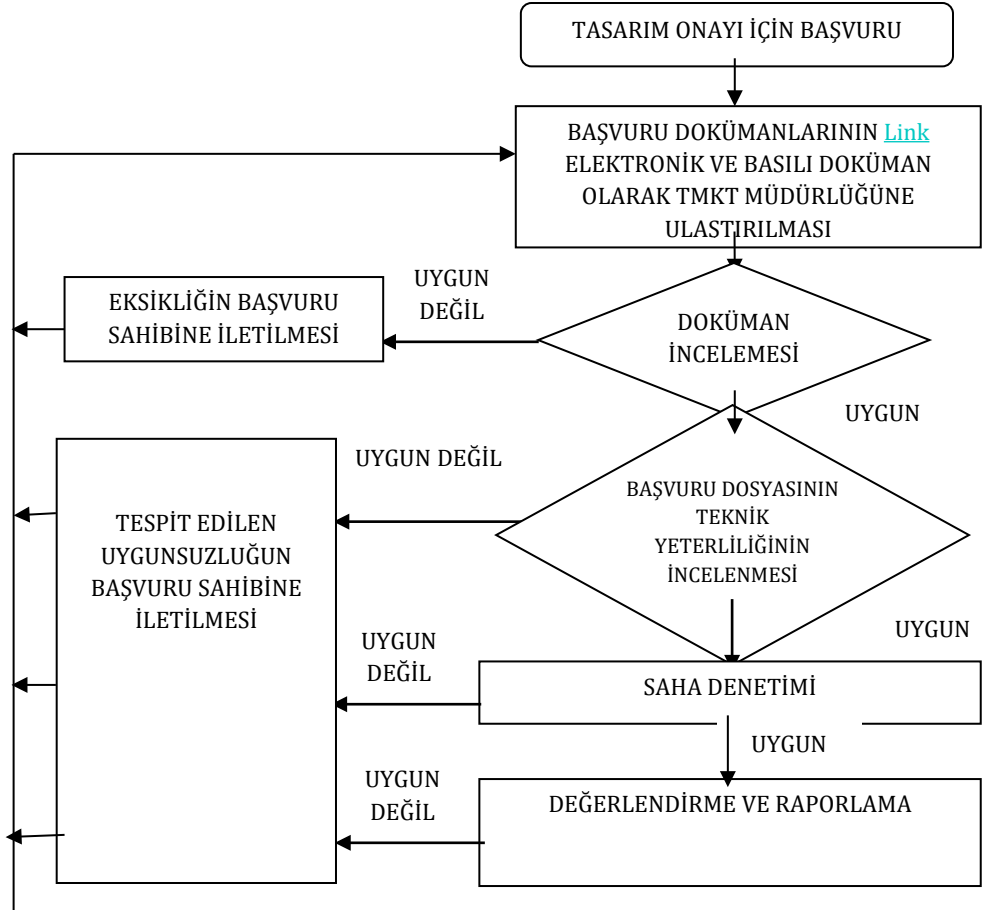 TASARIM ONAYI İÇİN BAŞVURU
BAŞVURU DOKÜMANLARININ Link
ELEKTRONİK VE BASILI DOKÜMAN
OLARAK TMKT MÜDÜRLÜĞÜNE
ULASTIRILMASI
UYGUN
DEĞİL
EKSİKLİĞİN BAŞVURU
SAHİBİNE İLETİLMESİ
DOKÜMAN
İNCELEMESİ
UYGUN
UYGUN DEĞİL
BAŞVURU DOSYASININ
TEKNİK
YETERLİLİĞİNİN
İNCELENMESİ
TESPİT EDİLEN
UYGUNSUZLUĞUN
BAŞVURU SAHİBİNE
İLETİLMESİ
UYGUN
UYGUN
DEĞİL
SAHA DENETİMİ
UYGUN
UYGUN
DEĞİL
DEĞERLENDİRME VE RAPORLAMA